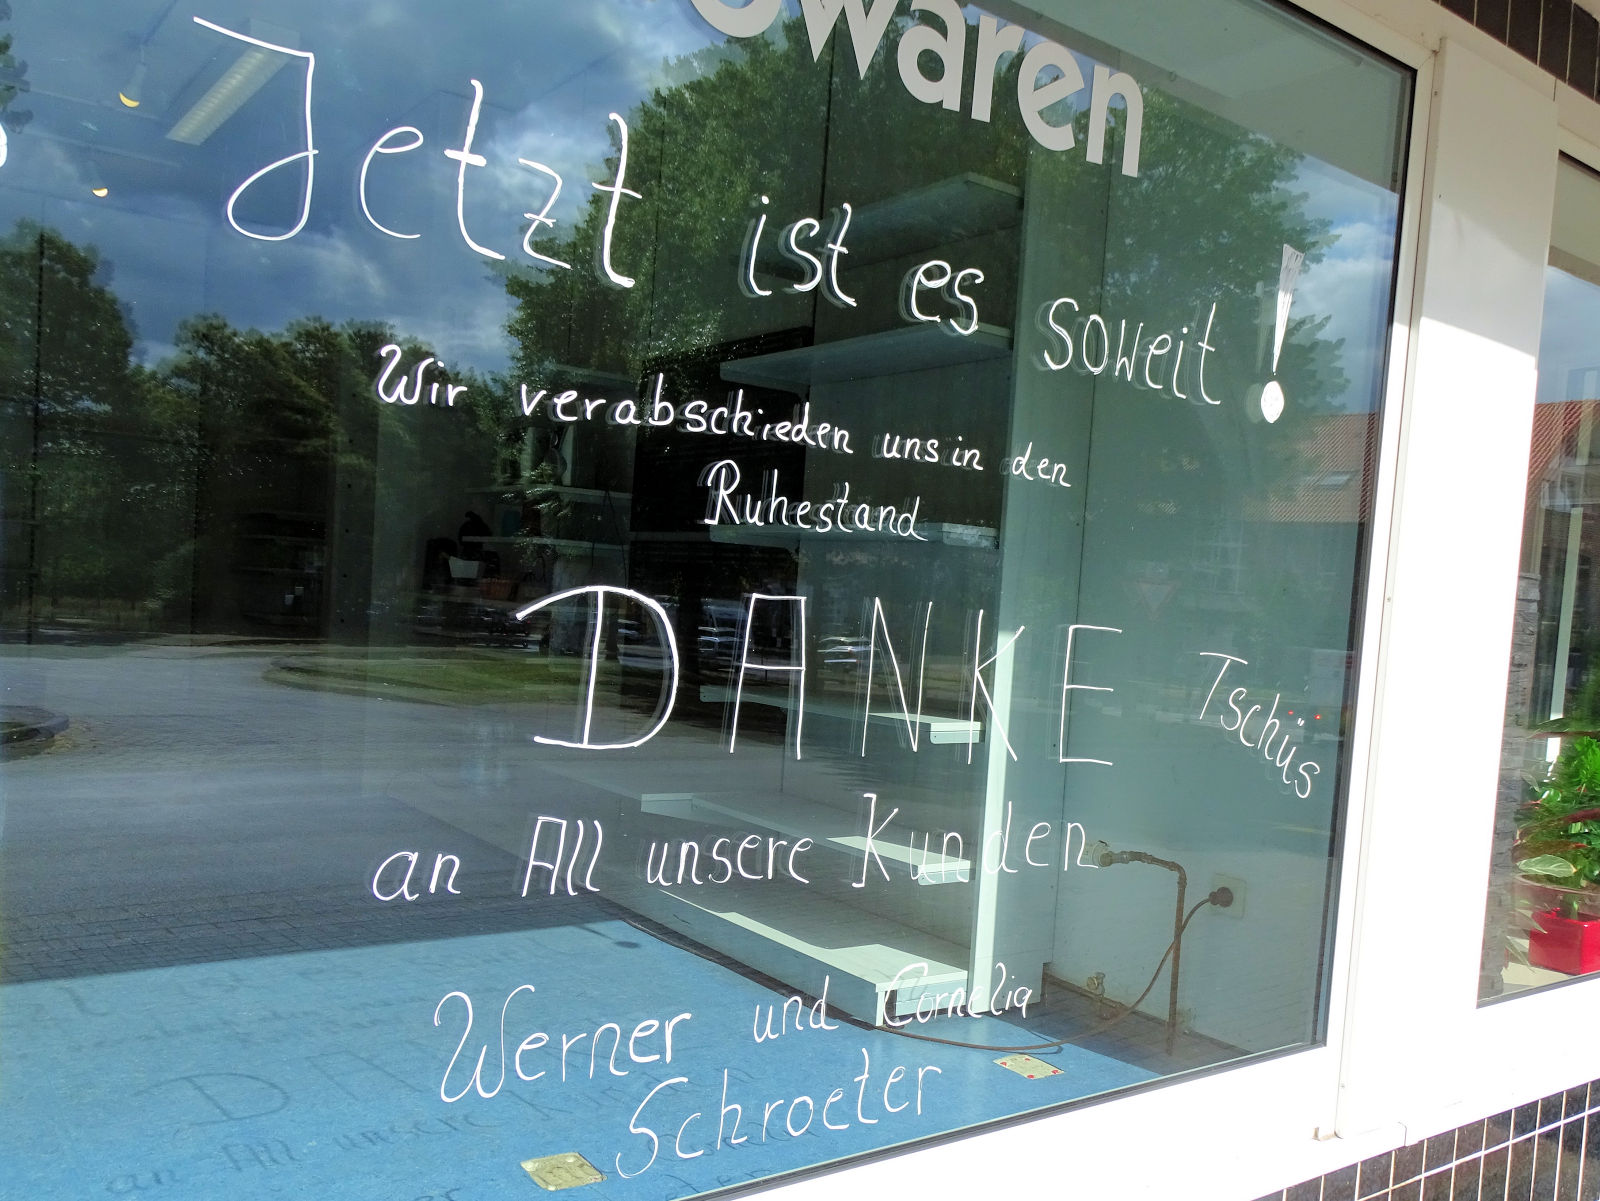 Jetzt ist es soweit!
Wir verabschieden uns in den
Ruhestand
DANKE
Tschüs
an All unsere Kunden
Werner und Cornelia
Schroeter